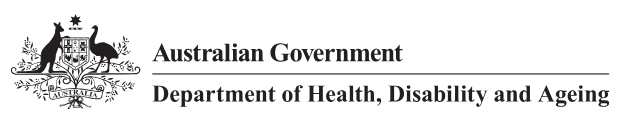 Australian Government
Department of Health, Disability and Ageing
AUSTRALIA